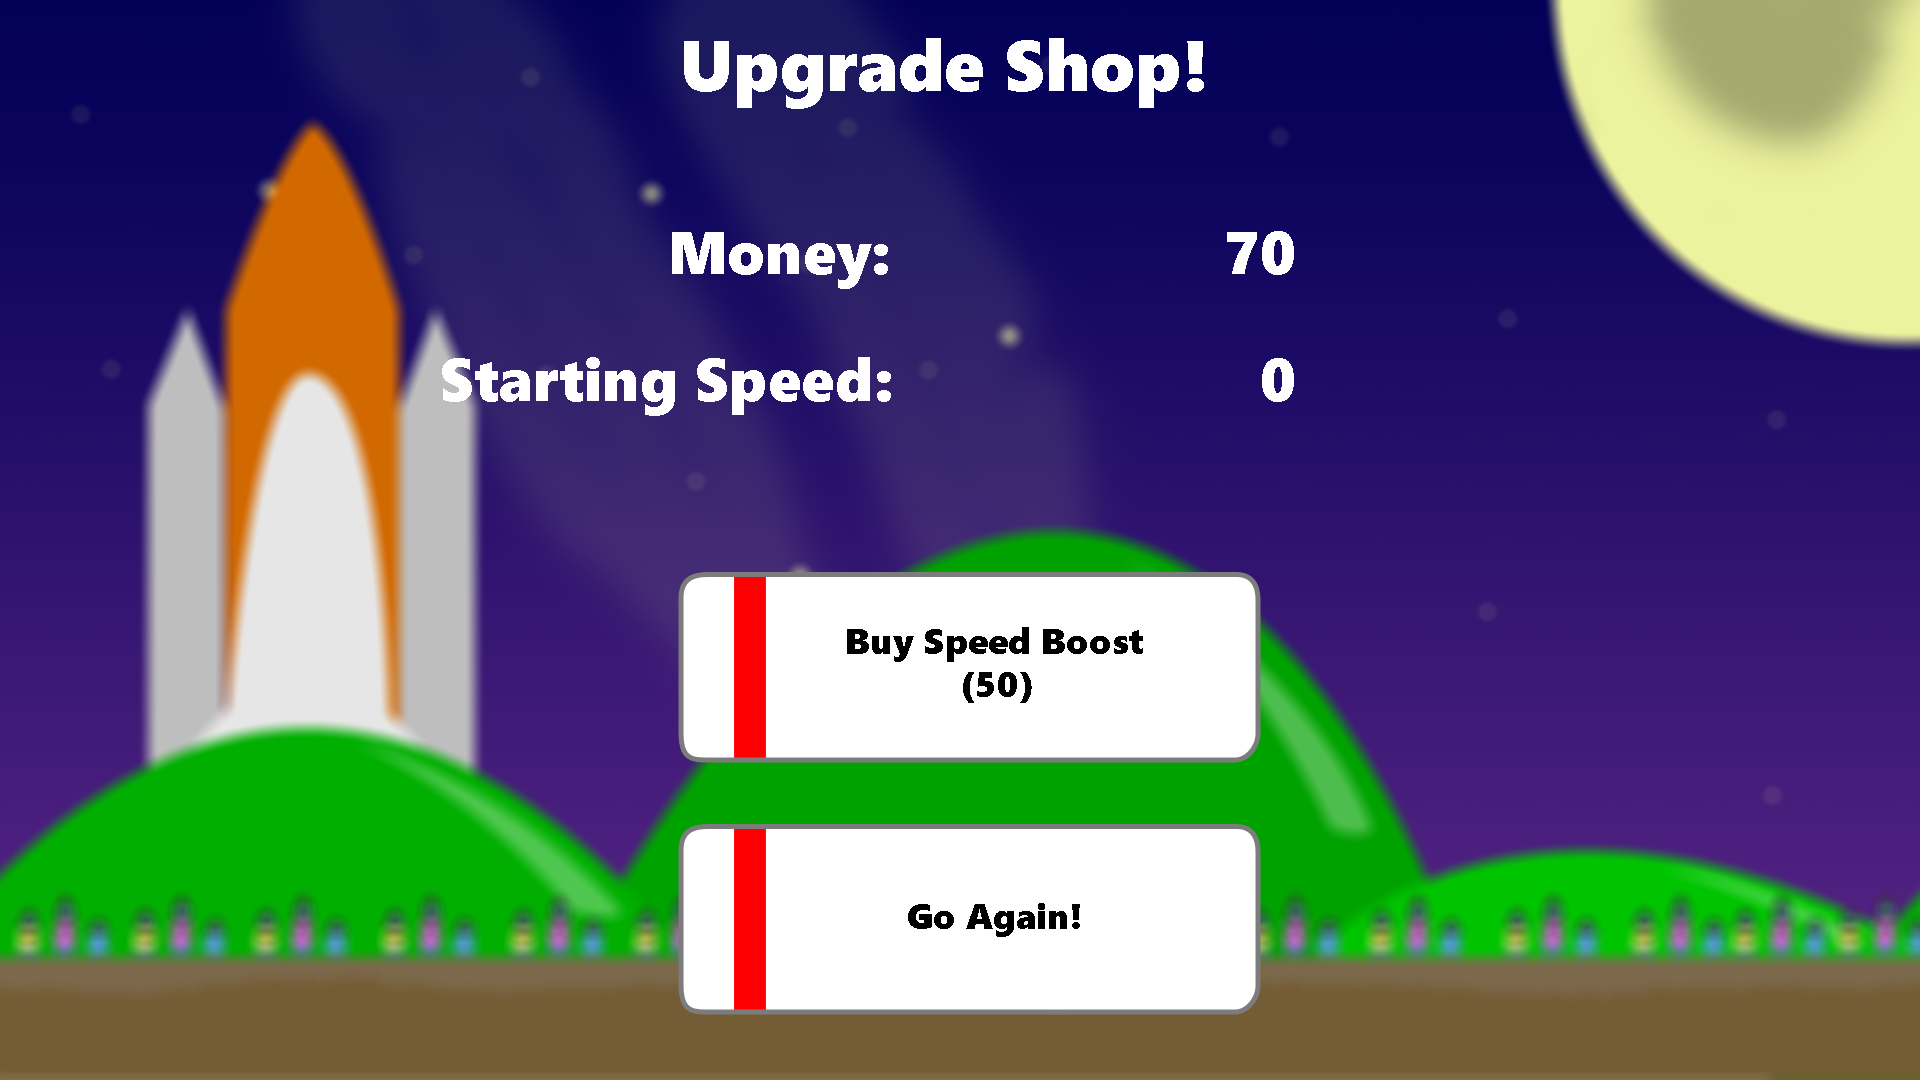 Upgrade Shop!
Money: 70
Starting Speed: 0
Buy Speed Boost
(50)
Go Again!